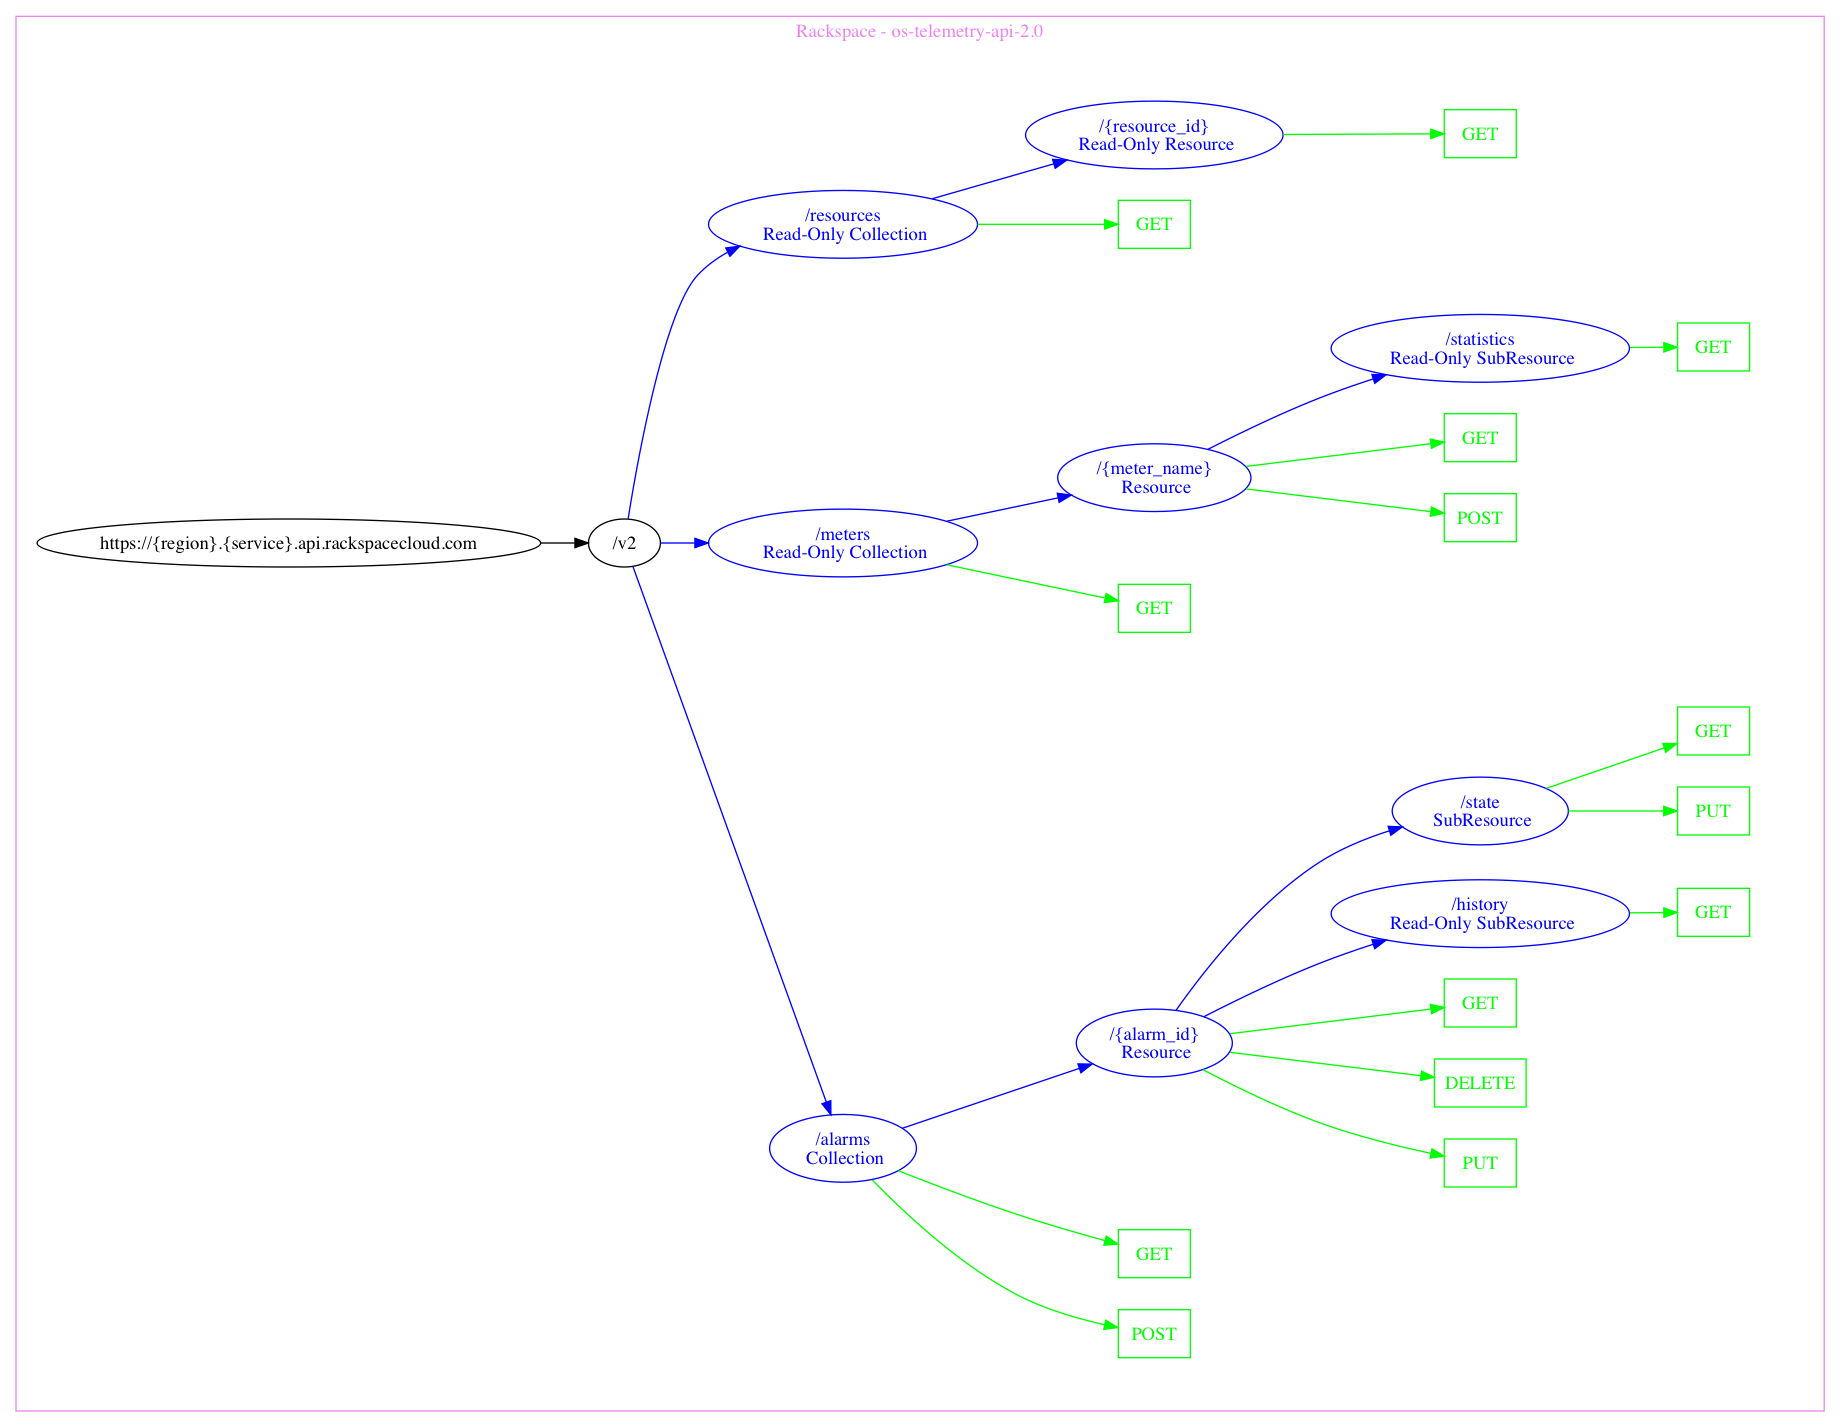 Rackspace - os-telemetry-api-2.0
/{resource_id}
Read-Only Resource
GET
/resources
Read-Only Collection
GET
/statistics
Read-Only SubResource
GET
GET
/{meter_name}
Resource
POST
https://{region}.{service}.api.rackspacecloud.com
/v2
/meters
Read-Only Collection
GET
GET
/state
SubResource
PUT
/history
Read-Only SubResource
GET
GET
/{alarm_id}
Resource
DELETE
PUT
/alarms
Collection
GET
POST